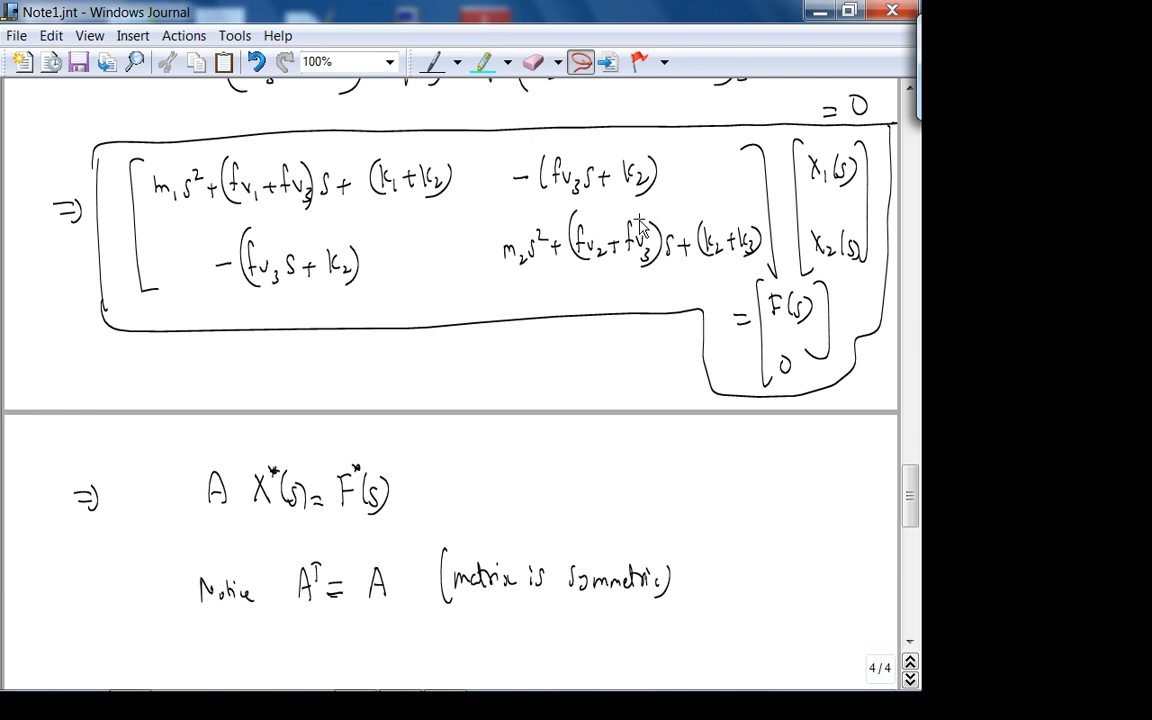 Note1.jnt - Windows Journal
File Edit View Insert Actions Tools Help
100%
= 0
⇒ [ m₁s² + (fv₁ + fv₃)s + (k₁+k₂) - (fv₃s + k₂) ] [ X₁(s) ]
[ - (fv₃s + k₂) m₂s² + (fv₂ + fv₃)s + (k₂+k₃) ] [ X₂(s) ]
= [ F(s)
0 ]
⇒ A X*(s) = F*(s)
Notice Aᵀ = A (matrix is symmetric)
4 / 4